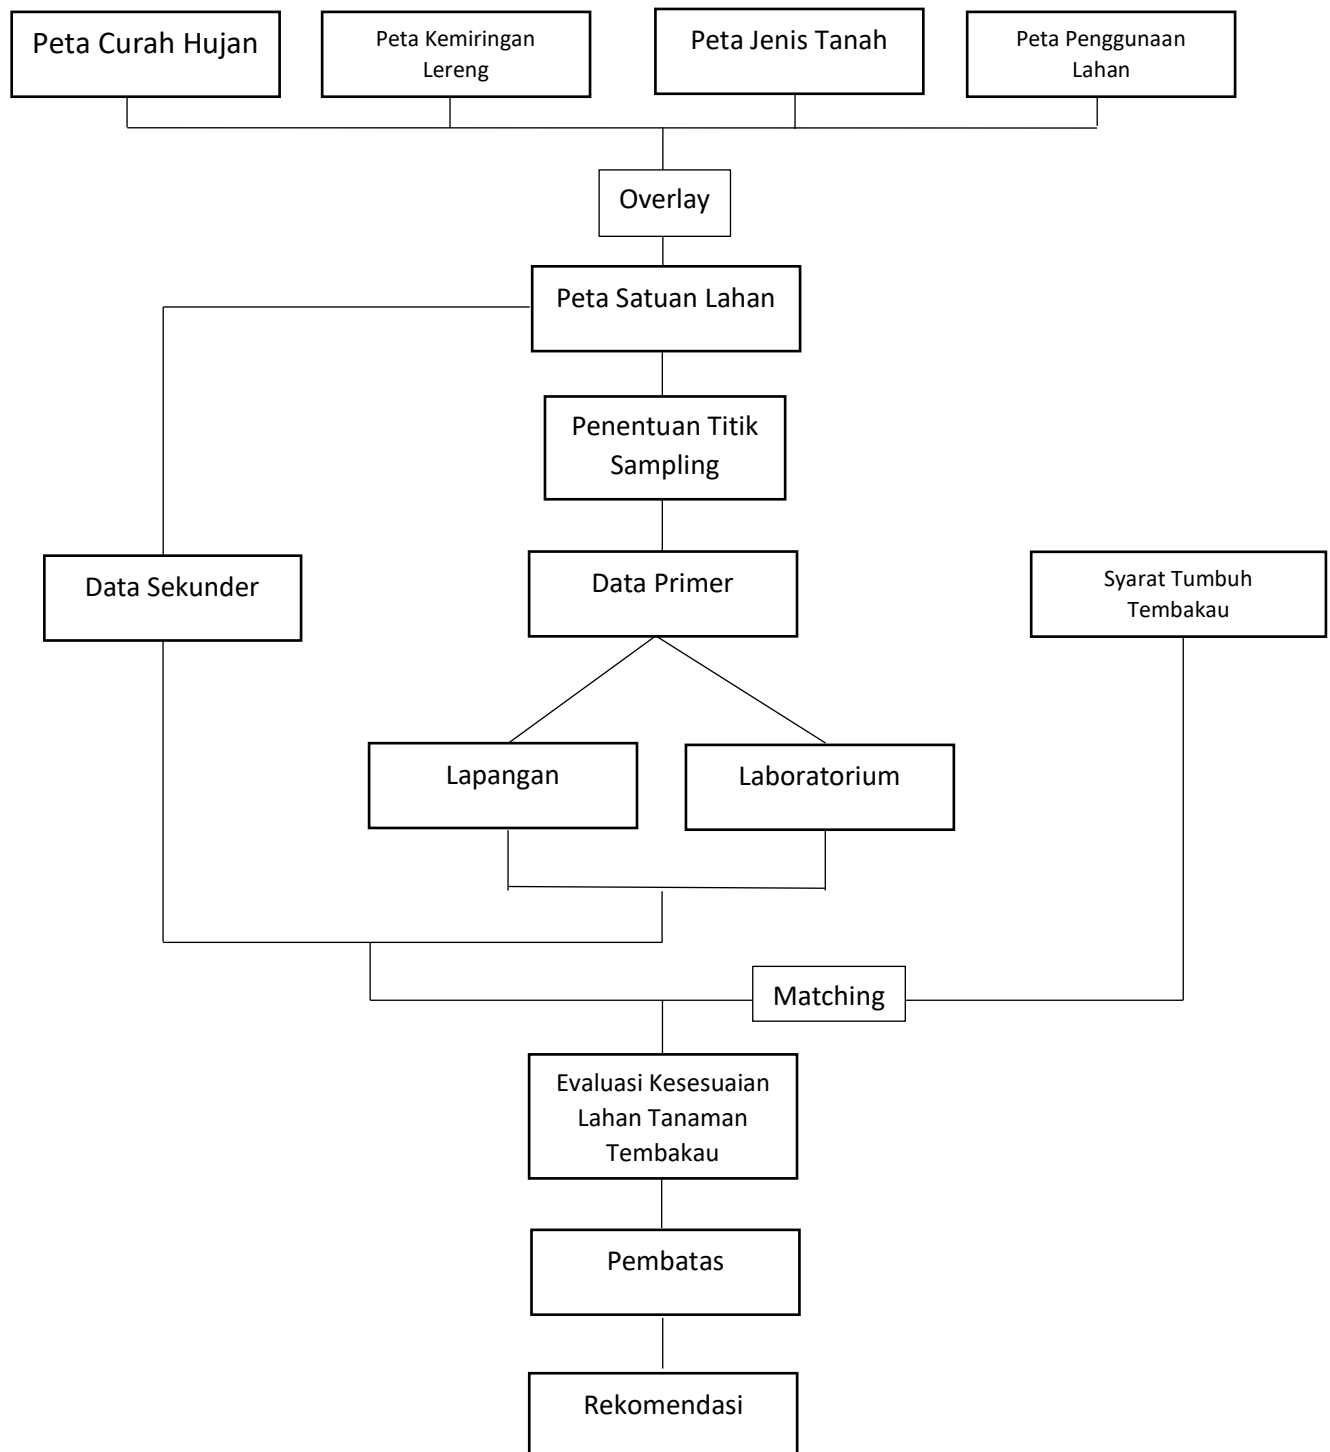 Peta Curah Hujan
Peta Kemiringan
Lereng
Peta Jenis Tanah
Peta Penggunaan
Lahan
Overlay
Peta Satuan Lahan
Penentuan Titik
Sampling
Data Sekunder
Data Primer
Syarat Tumbuh
Tembakau
Lapangan
Laboratorium
Matching
Evaluasi Kesesuaian
Lahan Tanaman
Tembakau
Pembatas
Rekomendasi